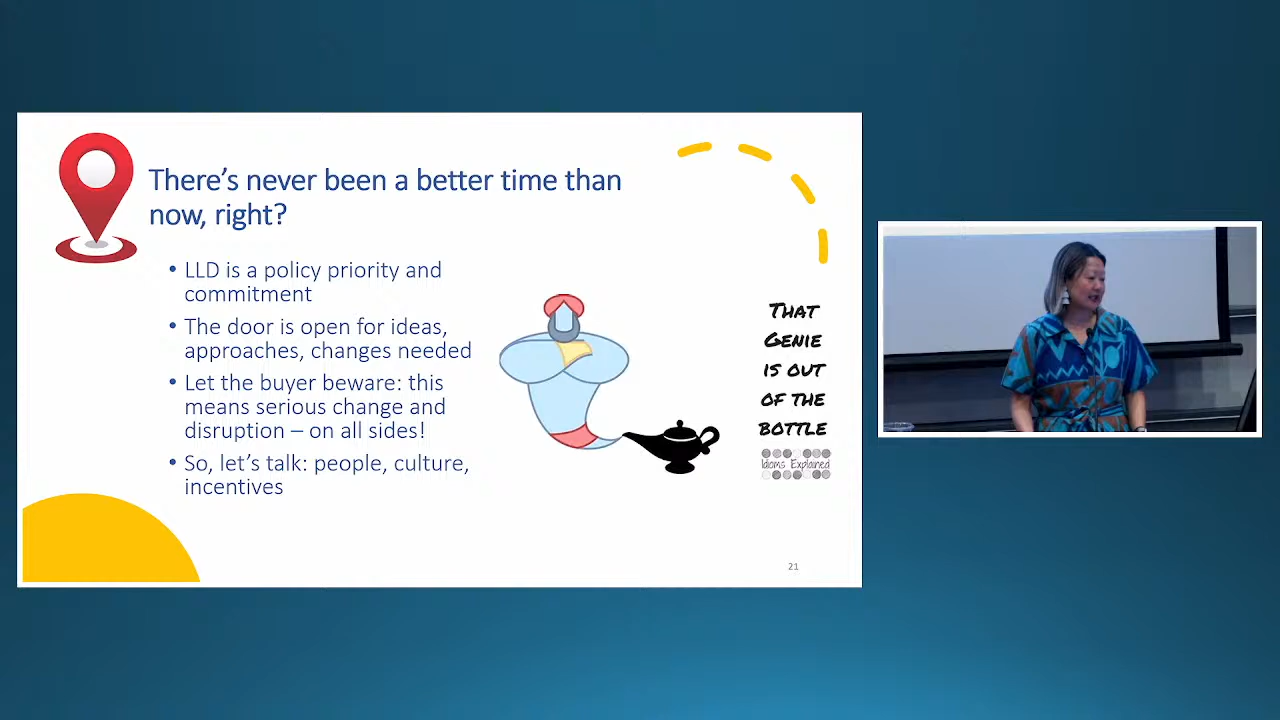 There's never been a better time than
now, right?
• LLD is a policy priority and
commitment
• The door is open for ideas,
approaches, changes needed
• Let the buyer beware: this
means serious change and
disruption – on all sides!
• So, let's talk: people, culture,
incentives
THAT
GENIE
IS OUT
OF THE
BOTTLE
Idioms Explained
21